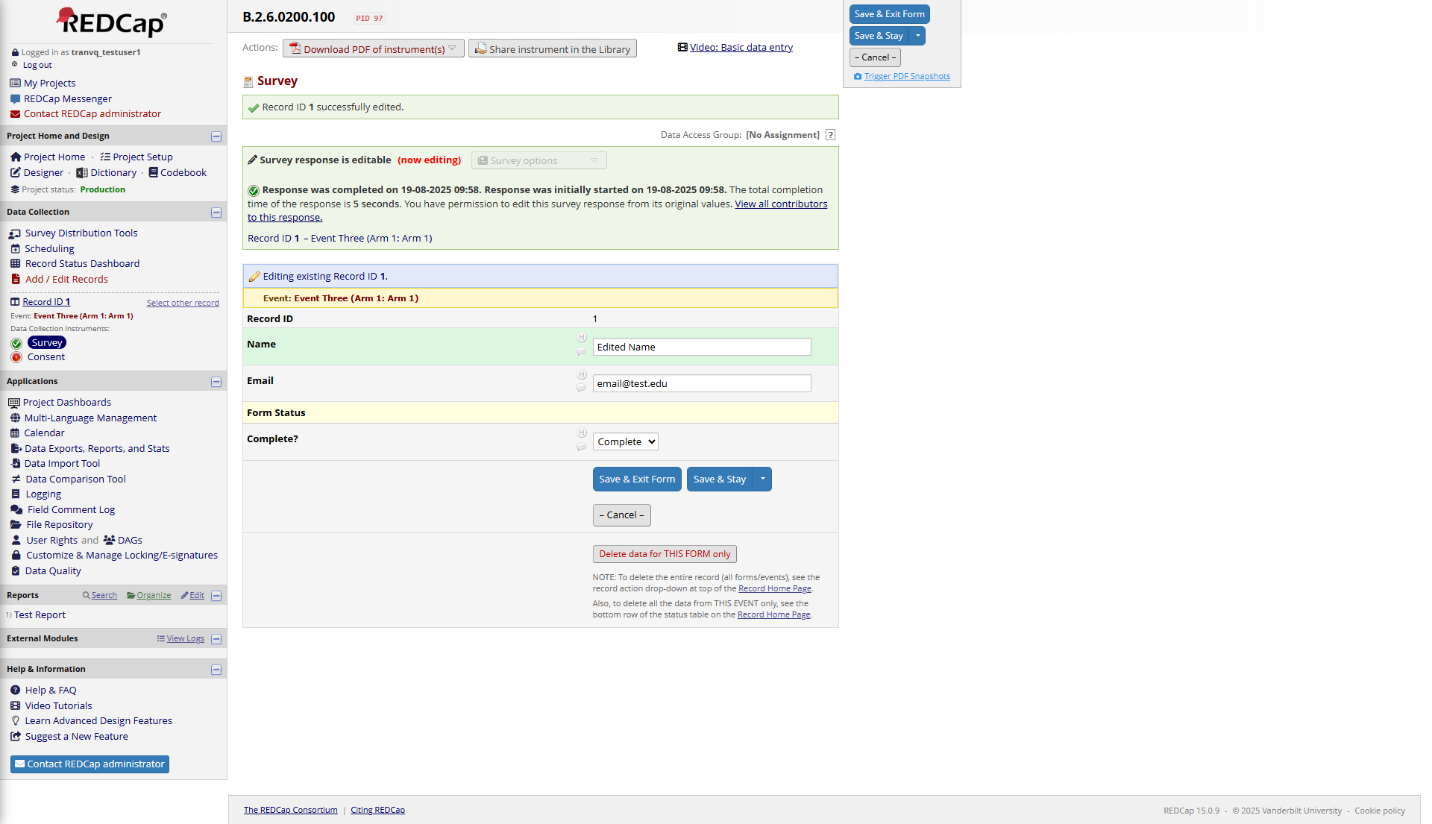 REDCap®
Logged in as tranvq_testuser1
Log out
My Projects
REDCap Messenger
Contact REDCap administrator
Project Home and Design
Project Home · Project Setup
Designer · Dictionary · Codebook
Project status: Production
Data Collection
Survey Distribution Tools
Scheduling
Record Status Dashboard
Add / Edit Records
Record ID 1 Select other record
Event: Event Three (Arm 1: Arm 1)
Data Collection Instruments:
Survey
Consent
Applications
Project Dashboards
Multi-Language Management
Calendar
Data Exports, Reports, and Stats
Data Import Tool
Data Comparison Tool
Logging
Field Comment Log
File Repository
User Rights and DAGs
Customize & Manage Locking/E-signatures
Data Quality
Reports Search Organize Edit
1) Test Report
External Modules View Logs
Help & Information
Help & FAQ
Video Tutorials
Learn Advanced Design Features
Suggest a New Feature
Contact REDCap administrator
B.2.6.0200.100 PID 97
Actions: Download PDF of instrument(s) Share instrument in the Library Video: Basic data entry
Survey
Record ID 1 successfully edited.
Data Access Group: [No Assignment] ?
Survey response is editable (now editing) Survey options
Response was completed on 19-08-2025 09:58. Response was initially started on 19-08-2025 09:58. The total completion
time of the response is 5 seconds. You have permission to edit this survey response from its original values. View all contributors
to this response.
Record ID 1 – Event Three (Arm 1: Arm 1)
Editing existing Record ID 1.
Event: Event Three (Arm 1: Arm 1)
Record ID 1
Name H Edited Name
Email H email@test.edu
Form Status
Complete? H Complete
Save & Exit Form Save & Stay
– Cancel –
Delete data for THIS FORM only
NOTE: To delete the entire record (all forms/events), see the
record action drop-down at top of the Record Home Page.
Also, to delete all the data from THIS EVENT only, see the
bottom row of the status table on the Record Home Page.
Save & Exit Form
Save & Stay
– Cancel –
Trigger PDF Snapshots
The REDCap Consortium | Citing REDCap
REDCap 15.0.9 - © 2025 Vanderbilt University - Cookie policy